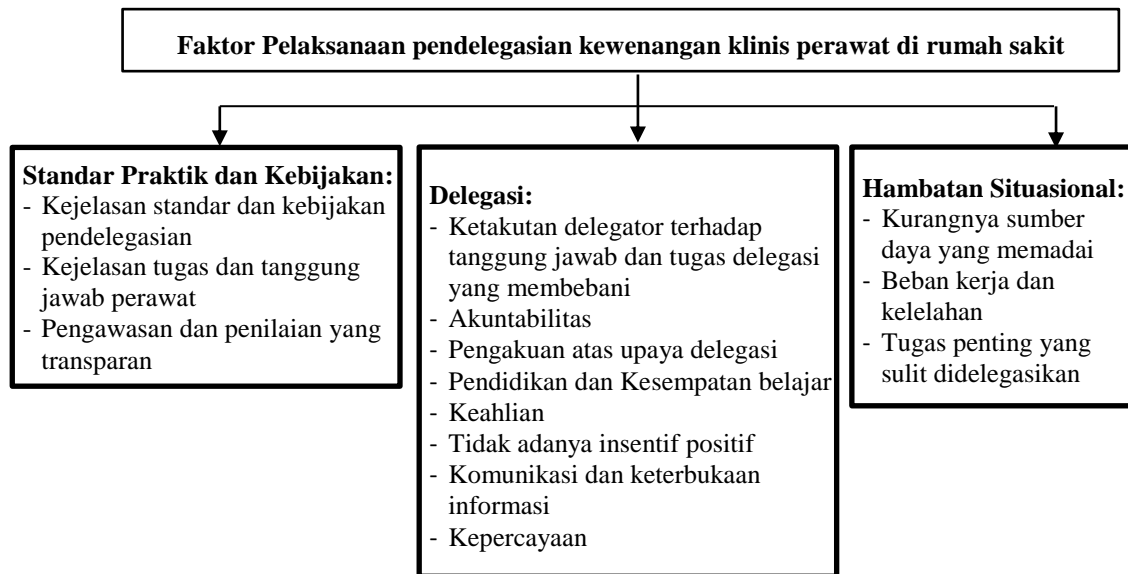 Faktor Pelaksanaan pendelegasian kewenangan klinis perawat di rumah sakit
Standar Praktik dan Kebijakan:
- Kejelasan standar dan kebijakan
pendelegasian
- Kejelasan tugas dan tanggung
jawab perawat
- Pengawasan dan penilaian yang
transparan
Delegasi:
- Ketakutan delegator terhadap
tanggung jawab dan tugas delegasi
yang membebani
- Akuntabilitas
- Pengakuan atas upaya delegasi
- Pendidikan dan Kesempatan belajar
- Keahlian
- Tidak adanya insentif positif
- Komunikasi dan keterbukaan
informasi
- Kepercayaan
Hambatan Situasional:
- Kurangnya sumber
daya yang memadai
- Beban kerja dan
kelelahan
- Tugas penting yang
sulit didelegasikan